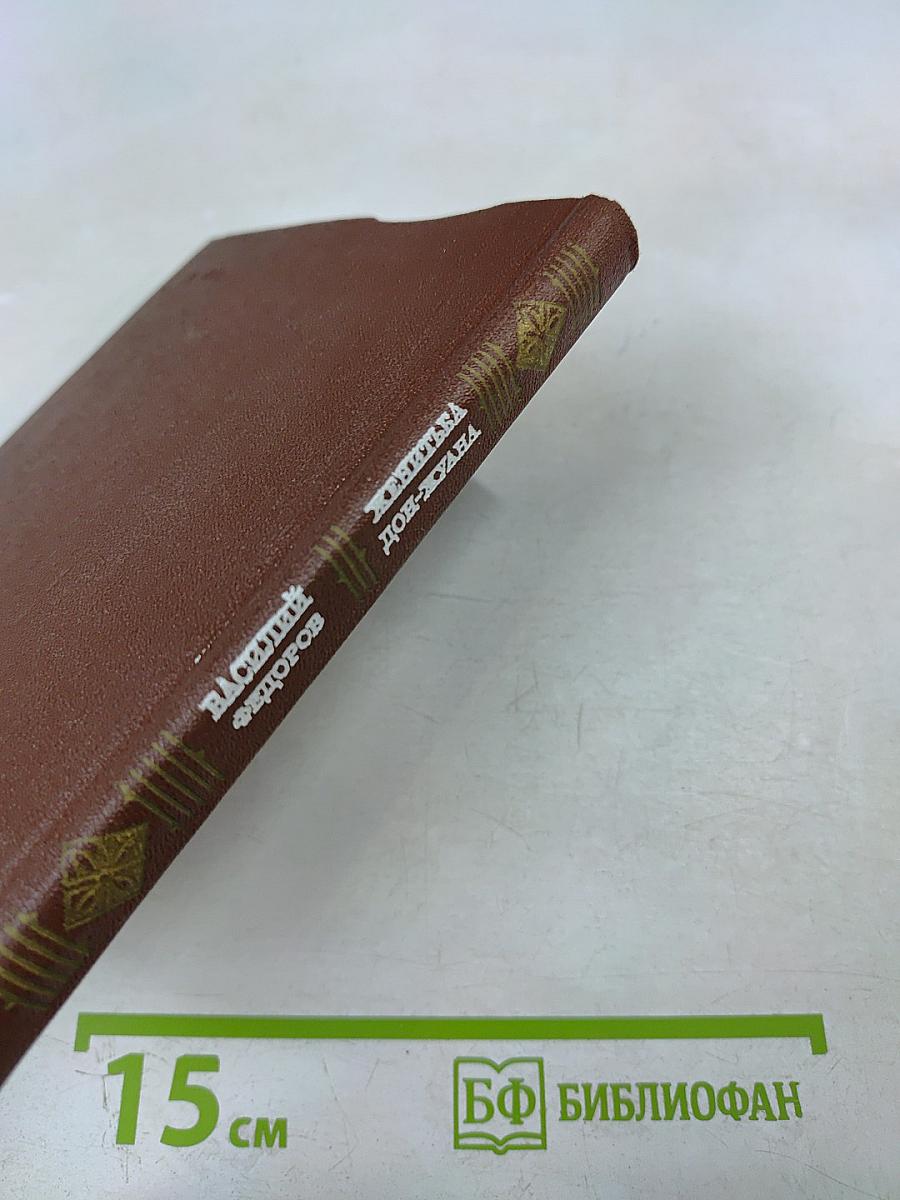 ВАСИЛИЙ
ФЕДОРОВ
ЖЕНИТЬБА
ДОН-ЖУАНА
15 см
БФ БИБЛИОФАН